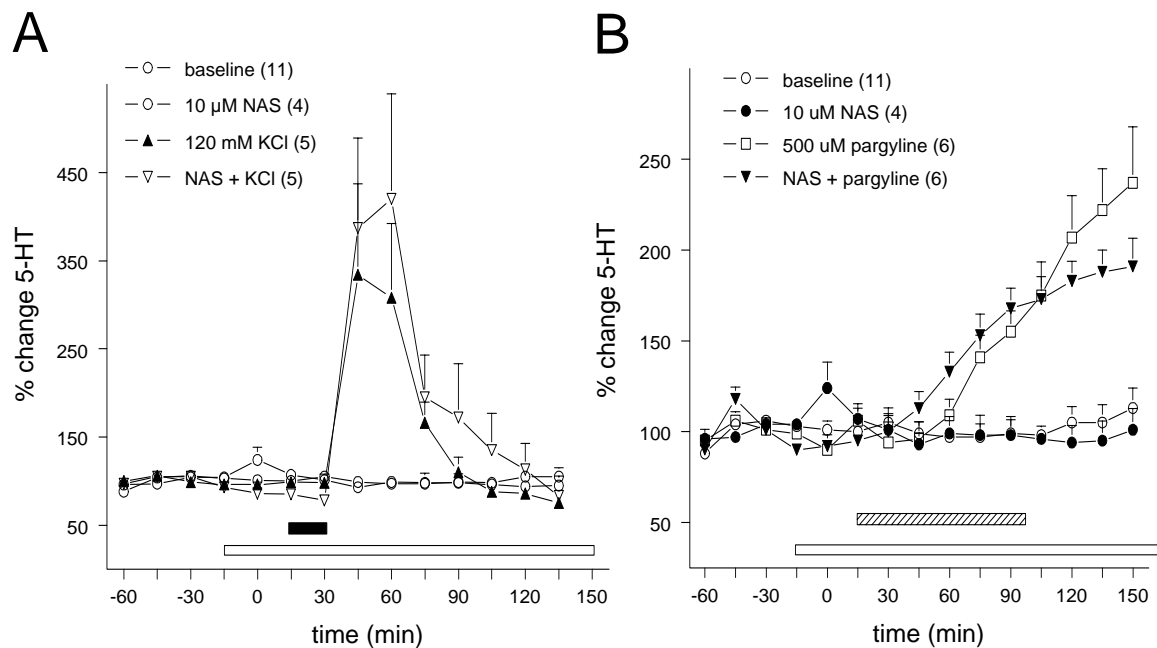 A
baseline (11)
10 µM NAS (4)
120 mM KCl (5)
NAS + KCl (5)
% change 5-HT
450
350
250
150
50
-60 -30 0 30 60 90 120 150
time (min)
B
baseline (11)
10 uM NAS (4)
500 uM pargyline (6)
NAS + pargyline (6)
% change 5-HT
250
200
150
100
50
-60 -30 0 30 60 90 120 150
time (min)